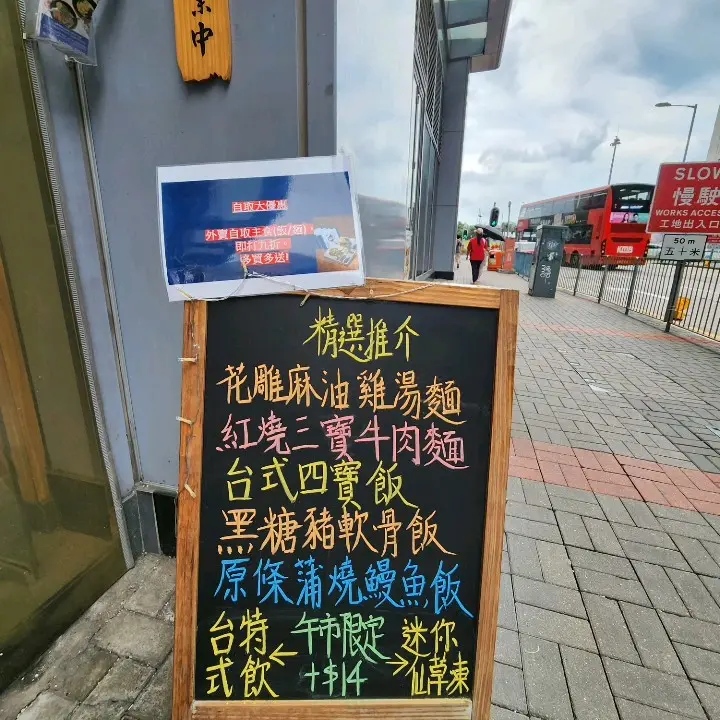 業中
自取大優惠
外賣自取主食(飯/麵)，
即有九折，
多買多送!
SLOW
慢駛
WORKS ACCESS
工地出入口
50 m
五十米
精選推介
花雕麻油雞湯麵
紅燒三寶牛肉麵
台式四寶飯
黑糖豬軟骨飯
原條蒲燒鰻魚飯
台式特飲
午市限定
+$14
迷你仙草凍